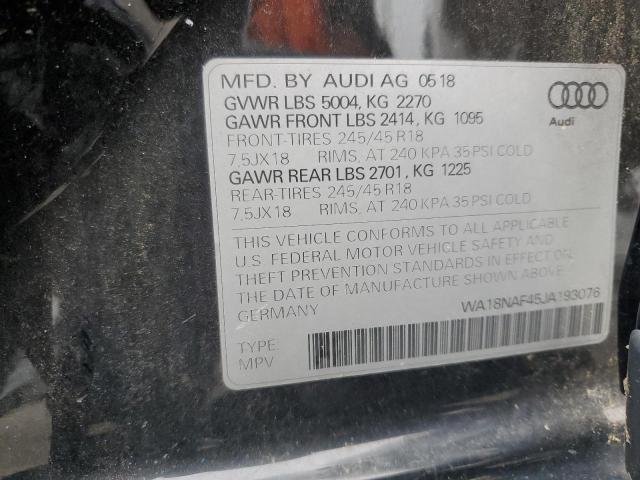 MFD. BY AUDI AG 05 18
GVWR LBS 5004, KG 2270
GAWR FRONT LBS 2414, KG 1095
FRONT-TIRES 245/45 R18
7,5JX18 RIMS, AT 240 KPA 35 PSI COLD
GAWR REAR LBS 2701, KG 1225
REAR-TIRES 245/45 R18
7,5JX18 RIMS, AT 240 KPA 35 PSI COLD
Audi
THIS VEHICLE CONFORMS TO ALL APPLICABLE
U.S. FEDERAL MOTOR VEHICLE SAFETY AND
THEFT PREVENTION STANDARDS IN EFFECT ON
THE DATE OF MANUFACTURE SHOWN ABOVE.
GERMANY
WA18NAF45JA193076
TYPE:
MPV